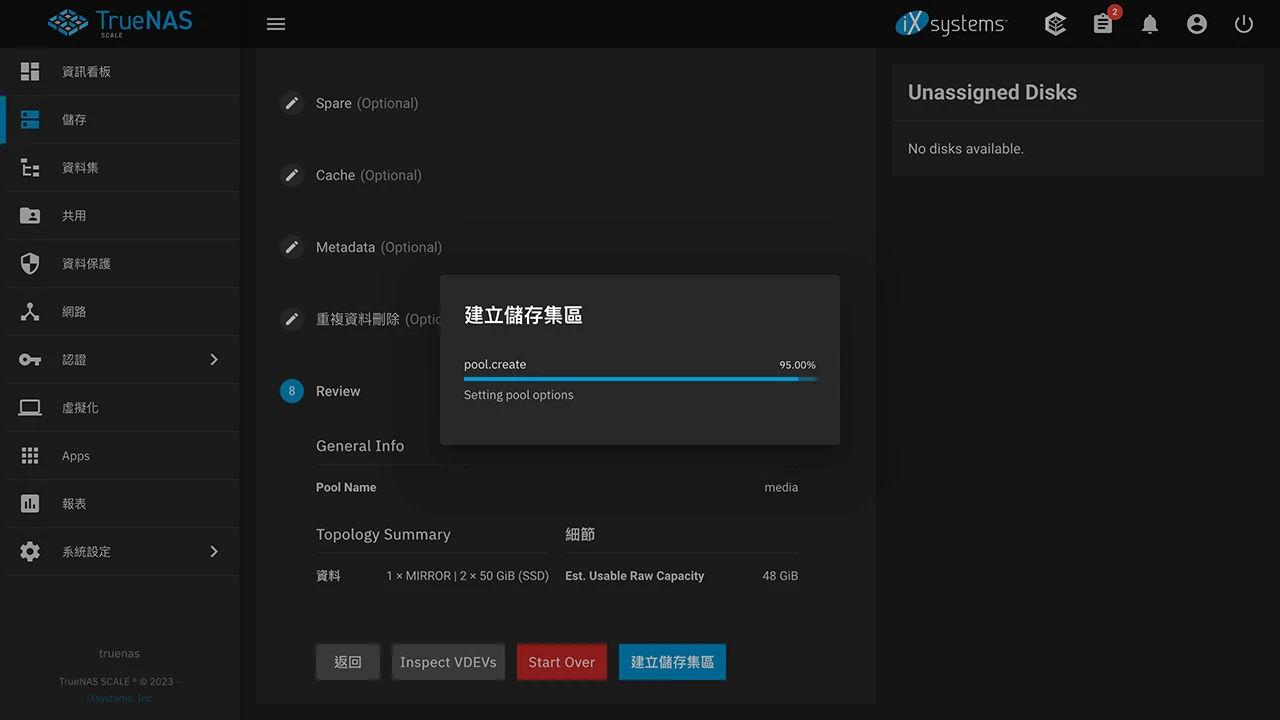 TrueNAS
SCALE
iXsystems
2
資訊看板
儲存
資料集
共用
資料保護
網路
認證
虛擬化
Apps
報表
系統設定
truenas
TrueNAS SCALE ® © 2023 -
iXsystems, Inc
Spare (Optional)
Cache (Optional)
Metadata (Optional)
重複資料刪除 (Optio
建立儲存集區
pool.create 95.00%
Setting pool options
8 Review
General Info
Pool Name media
Topology Summary 細節
資料 1 × MIRROR | 2 × 50 GiB (SSD) Est. Usable Raw Capacity 48 GiB
返回 Inspect VDEVs Start Over 建立儲存集區
Unassigned Disks
No disks available.